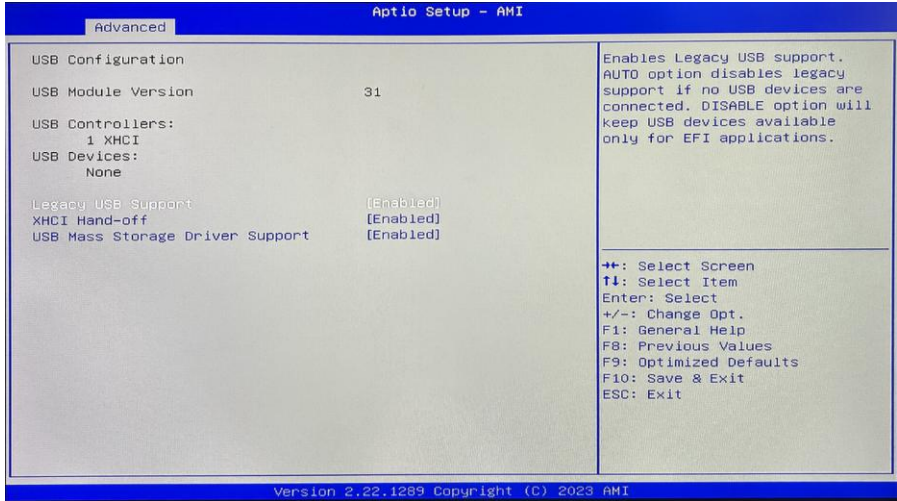 Aptio Setup - AMI
Advanced
USB Configuration
USB Module Version 31
USB Controllers:
1 XHCI
USB Devices:
None
Legacy USB Support [Enabled]
XHCI Hand-off [Enabled]
USB Mass Storage Driver Support [Enabled]
Enables Legacy USB support.
AUTO option disables legacy
support if no USB devices are
connected. DISABLE option will
keep USB devices available
only for EFI applications.
→←: Select Screen
↑↓: Select Item
Enter: Select
+/-: Change Opt.
F1: General Help
F8: Previous Values
F9: Optimized Defaults
F10: Save & Exit
ESC: Exit
Version 2.22.1289 Copyright (C) 2023 AMI